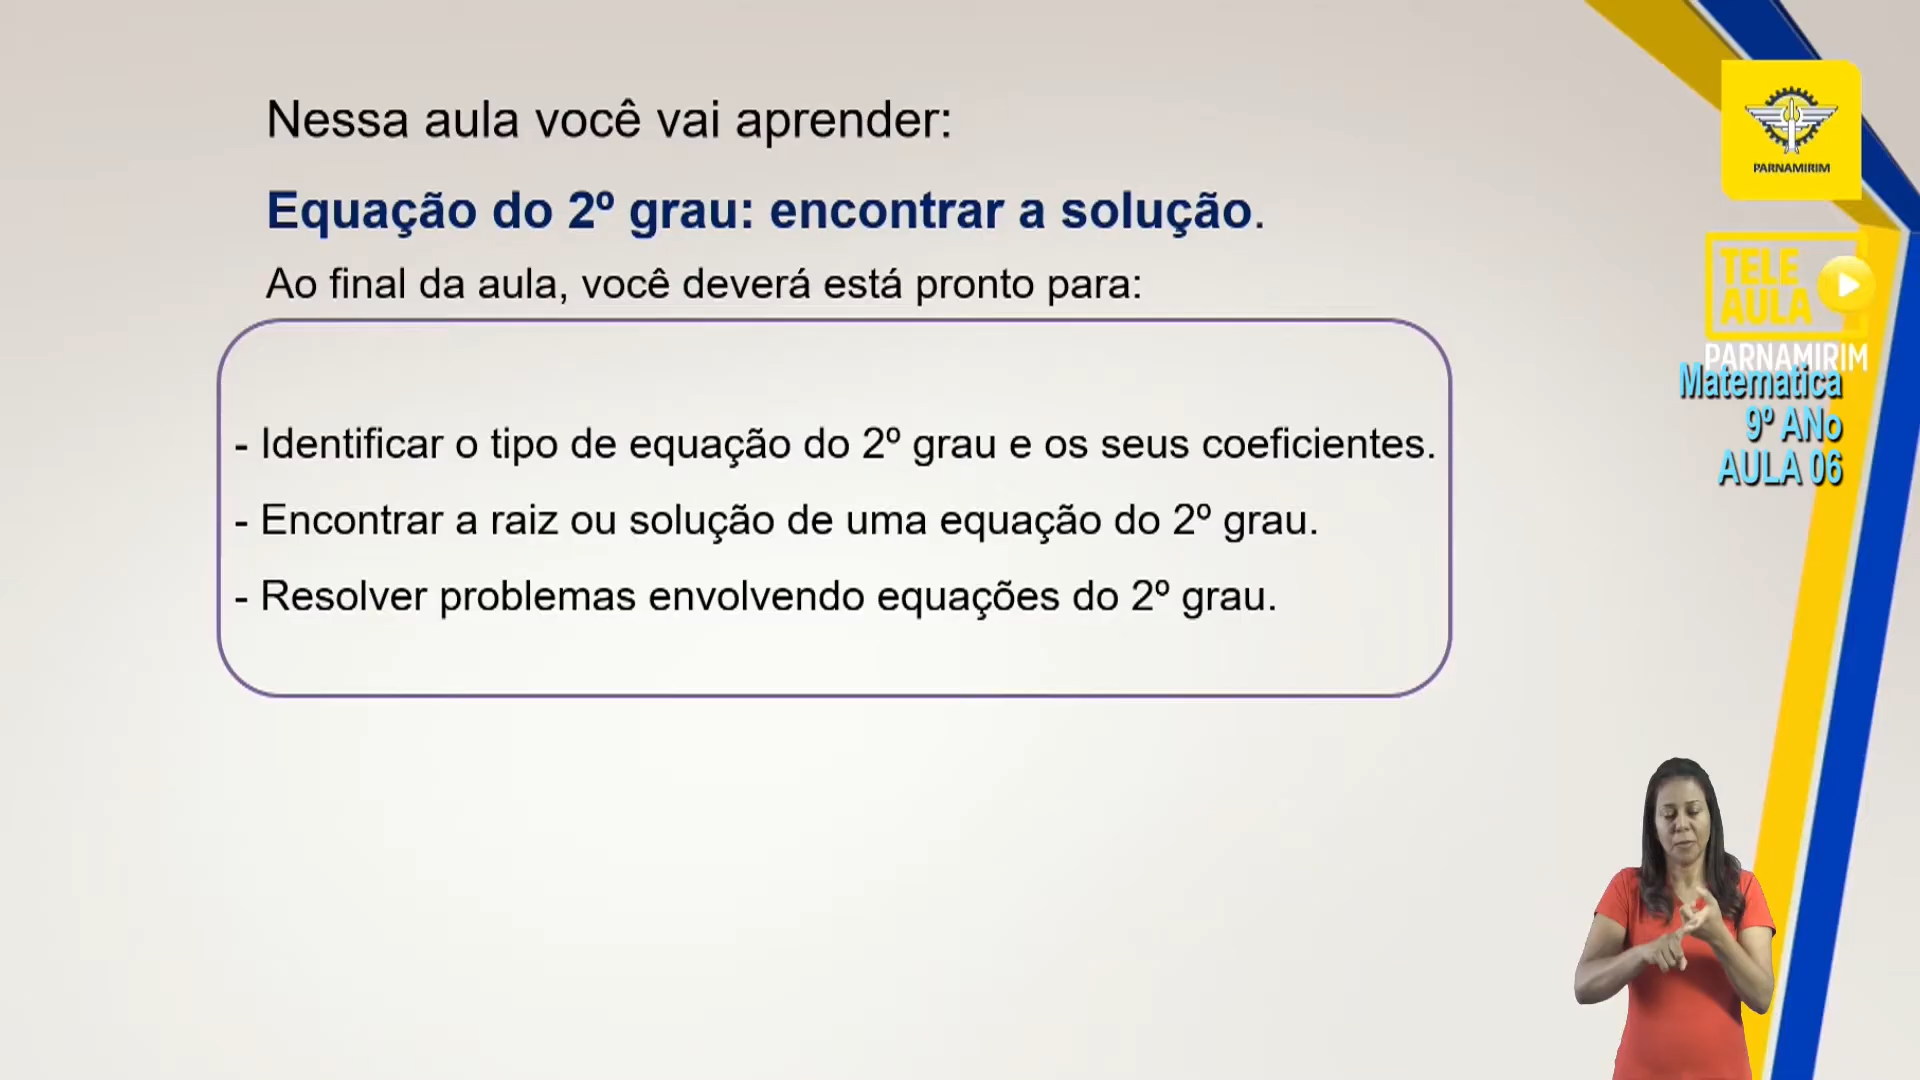 Nessa aula você vai aprender:
Equação do 2º grau: encontrar a solução.
Ao final da aula, você deverá está pronto para:
- Identificar o tipo de equação do 2º grau e os seus coeficientes.
- Encontrar a raiz ou solução de uma equação do 2º grau.
- Resolver problemas envolvendo equações do 2º grau.
PARNAMIRIM
TELE
AULA
PARNAMIRIM
Matematica
9º ANo
AULA 06